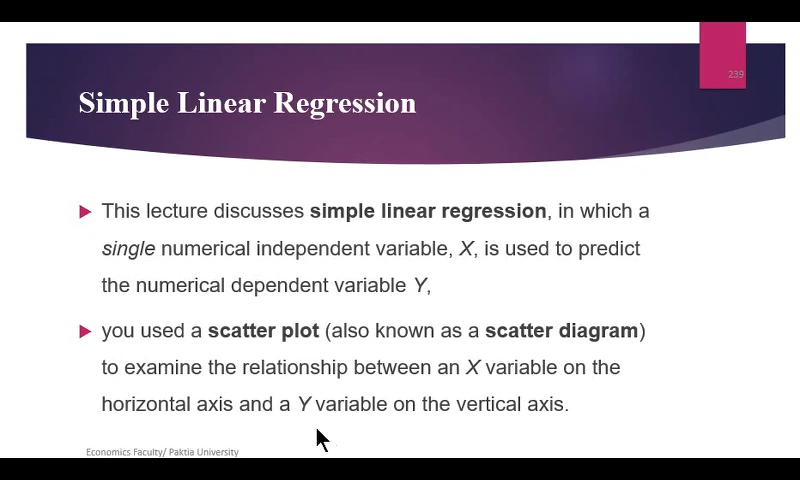 239
Simple Linear Regression
This lecture discusses simple linear regression, in which a
single numerical independent variable, X, is used to predict
the numerical dependent variable Y,
you used a scatter plot (also known as a scatter diagram)
to examine the relationship between an X variable on the
horizontal axis and a Y variable on the vertical axis.
Economics Faculty/ Paktia University